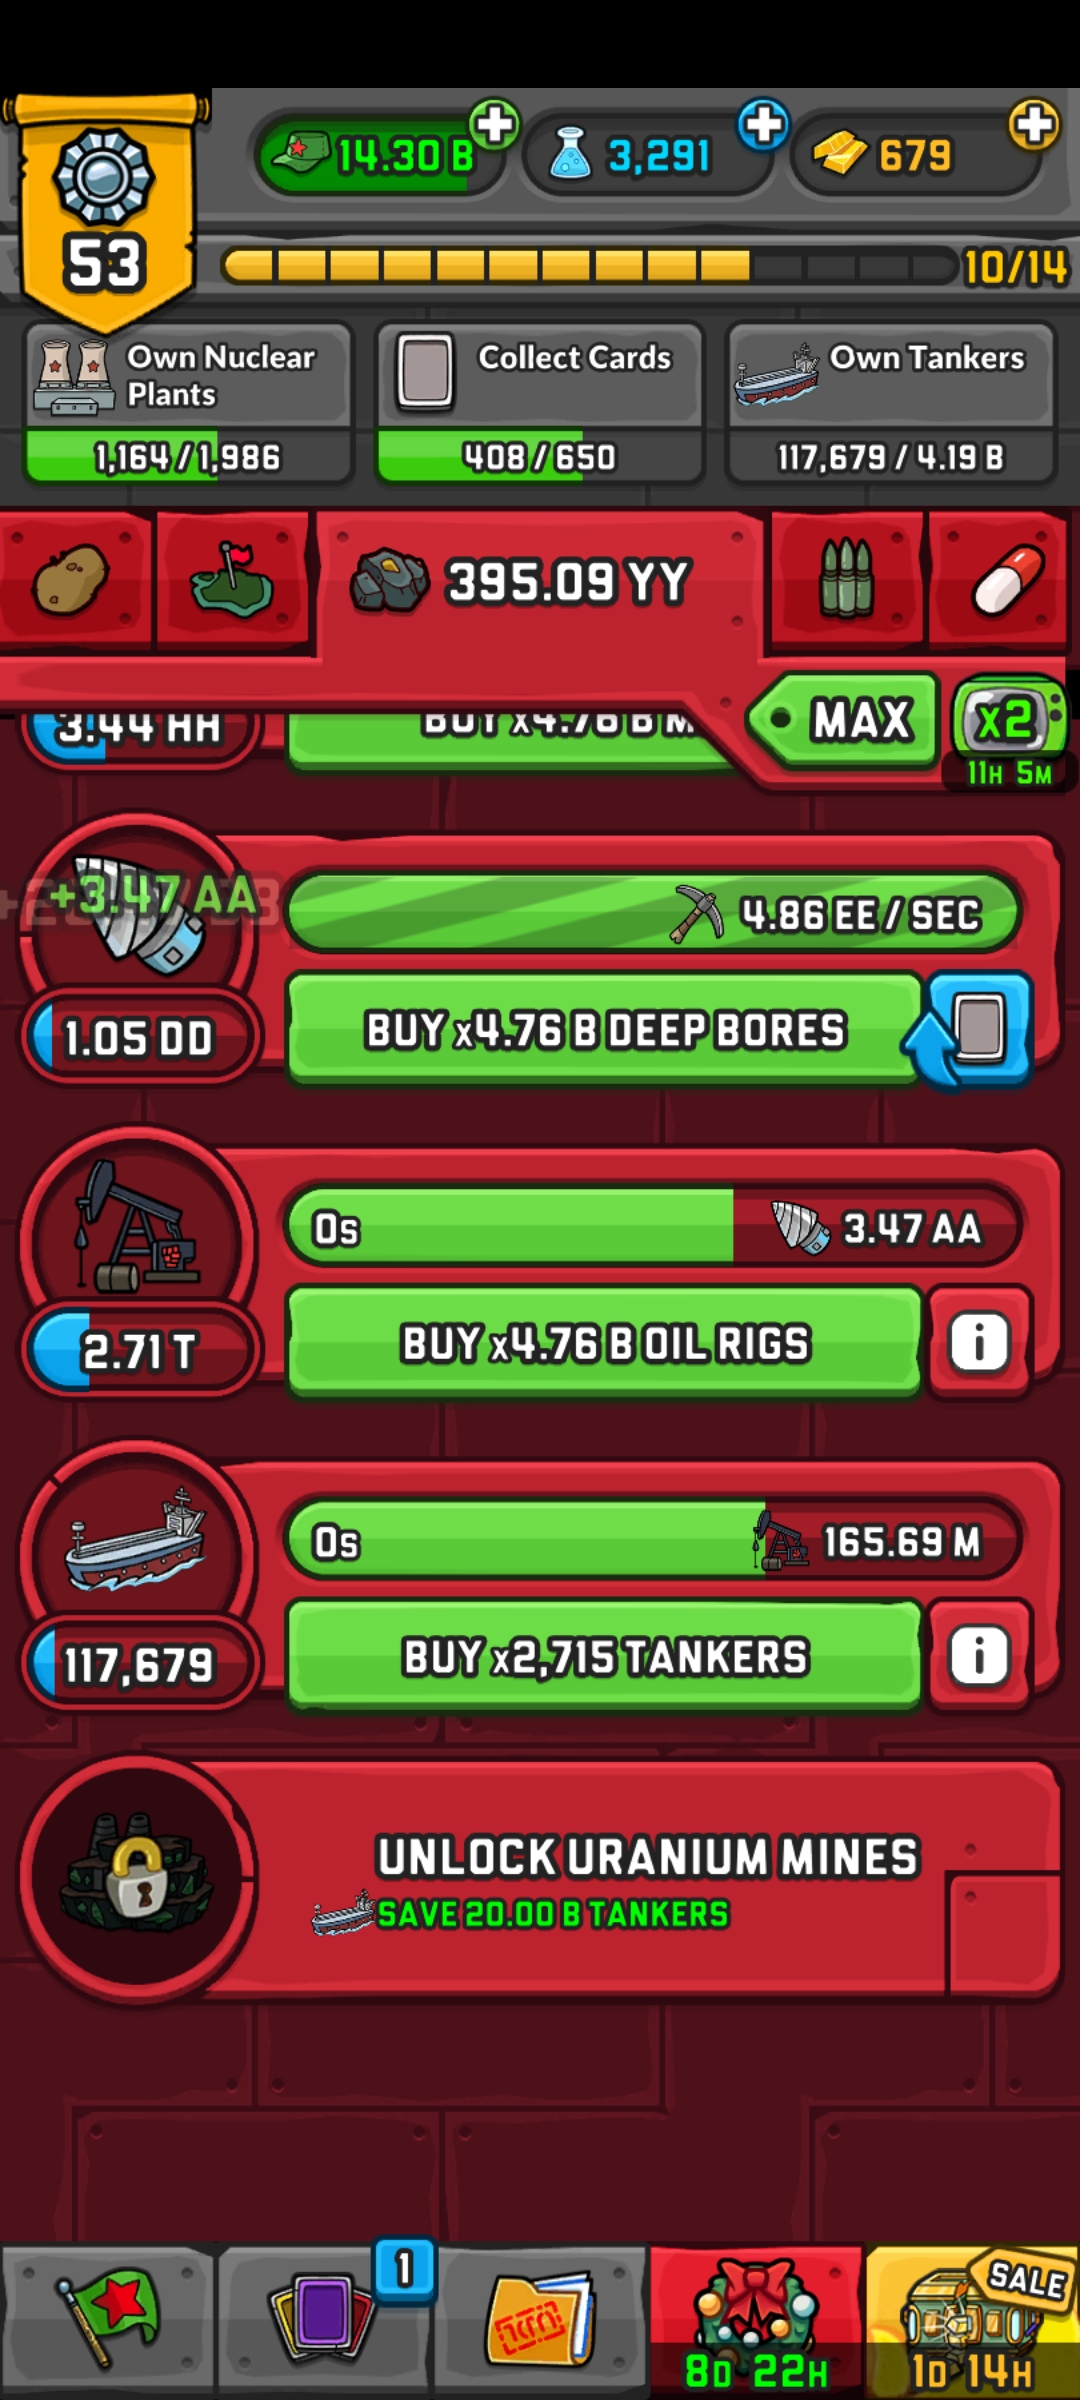 14.30 B
3,291
679
53
10/14
Own Nuclear Plants
1,164 / 1,986
Collect Cards
408 / 650
Own Tankers
117,679 / 4.19 B
395.09 YY
MAX
x2
11H 5M
3.44 HH
BUY x4.76 B M
+3.47 AA
4.86 EE / SEC
1.05 DD
BUY x4.76 B DEEP BORES
0s
3.47 AA
2.71 T
BUY x4.76 B OIL RIGS
i
0s
165.69 M
117,679
BUY x2,715 TANKERS
i
UNLOCK URANIUM MINES
SAVE 20.00 B TANKERS
1
SALE
8D 22H
1D 14H